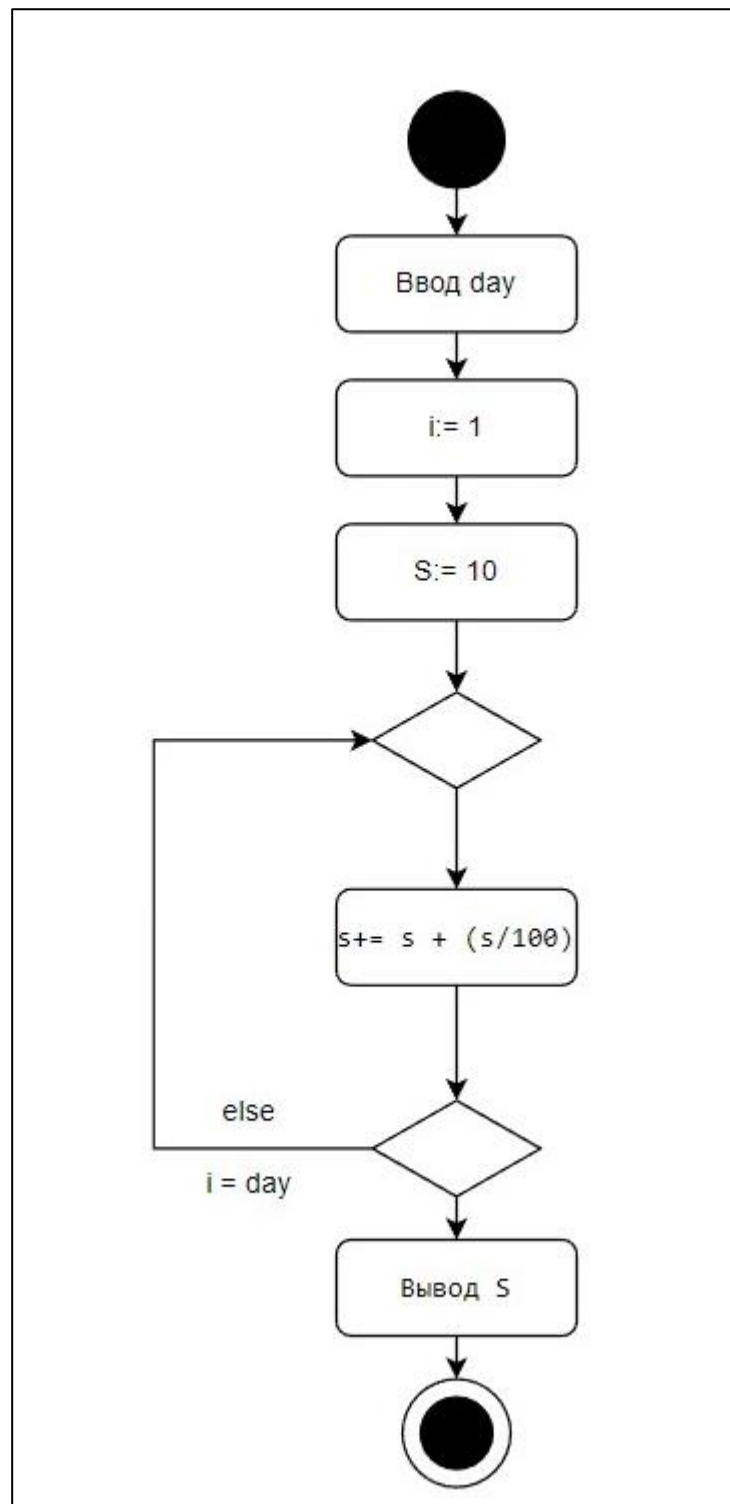 Ввод day
i:= 1
S:= 10
s+= s + (s/100)
else
i = day
Вывод S